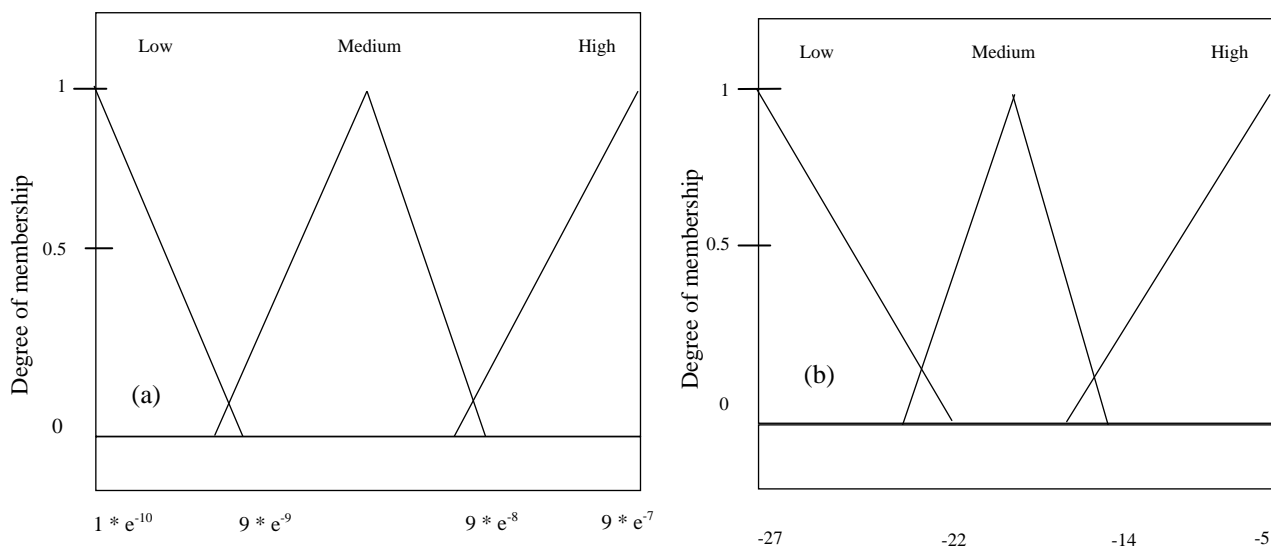 Low Medium High
1
0.5
0
Degree of membership
(a)
1 * e-10 9 * e-9 9 * e-8 9 * e-7
Low Medium High
1
0.5
0
Degree of membership
(b)
-27 -22 -14 -5